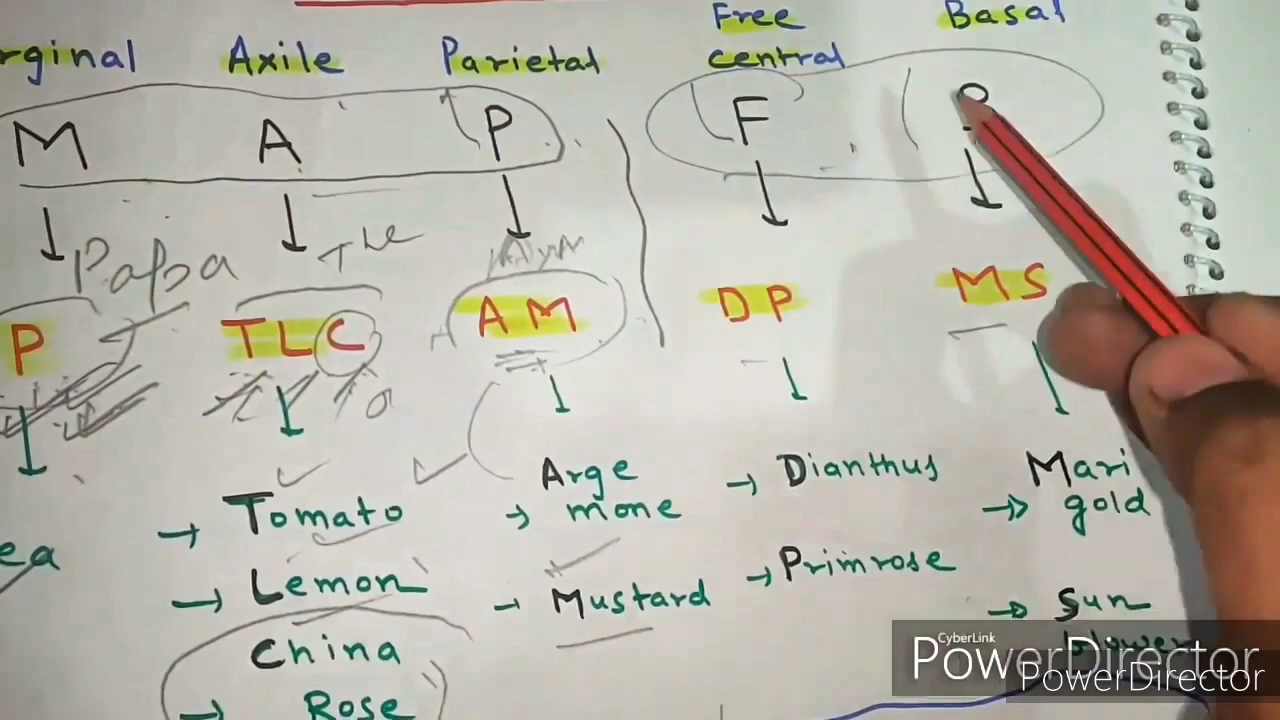 rginal Axile Parietal Free central Basal
M A P F B
Papa The
P TLC AM DP MS
ea
Tomato
Lemon
China Rose
Arge mone
Mustard
Dianthus
Primrose
Mari gold
Sun
CyberLink
PowerDirector
PowerDirector